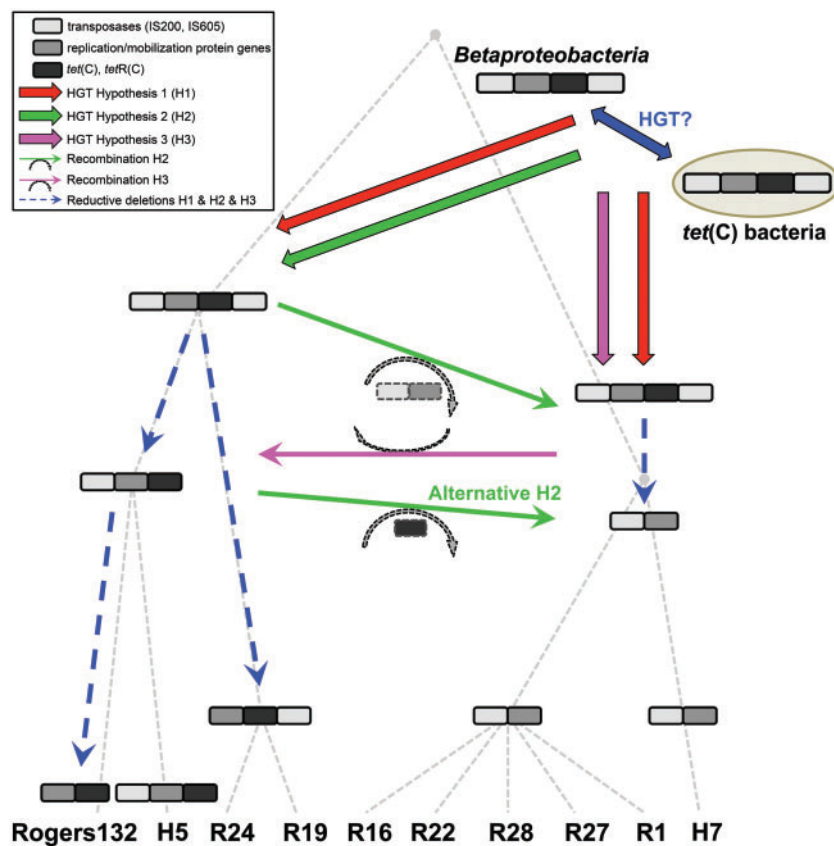 transposases (IS200, IS605)
replication/mobilization protein genes
tet(C), tetR(C)
HGT Hypothesis 1 (H1)
HGT Hypothesis 2 (H2)
HGT Hypothesis 3 (H3)
Recombination H2
Recombination H3
Reductive deletions H1 & H2 & H3
Betaproteobacteria
HGT?
tet(C) bacteria
Alternative H2
Rogers132 H5 R24 R19 R16 R22 R28 R27 R1 H7